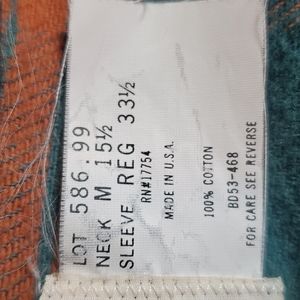 LOT 586.99
NECK M 15½
SLEEVE REG 33½
RN#17754
MADE IN U.S.A.
100% COTTON
BD53-468
FOR CARE SEE REVERSE